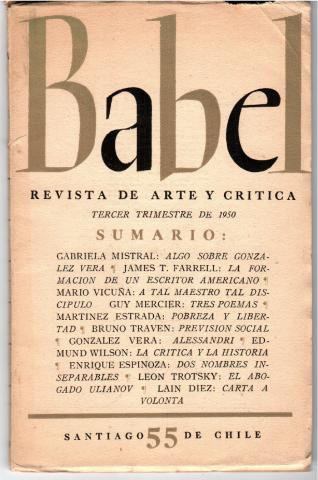 Babel
REVISTA DE ARTE Y CRITICA
TERCER TRIMESTRE DE 1950
SUMARIO:
GABRIELA MISTRAL: ALGO SOBRE GONZA-
LEZ VERA ¶ JAMES T. FARRELL: LA FOR-
MACION DE UN ESCRITOR AMERICANO ¶
MARIO VICUÑA: A TAL MAESTRO TAL DIS-
CIPULO GUY MERCIER: TRES POEMAS ¶
MARTINEZ ESTRADA: POBREZA Y LIBER-
TAD ¶ BRUNO TRAVEN: PREVISION SOCIAL
¶ GONZALEZ VERA: ALESSANDRI ¶ ED-
MUND WILSON: LA CRITICA Y LA HISTORIA
¶ ENRIQUE ESPINOZA: DOS NOMBRES IN-
SEPARABLES ¶ LEON TROTSKY: EL ABO-
GADO ULIANOV ¶ LAIN DIEZ: CARTA A
VOLONTA
SANTIAGO 55 DE CHILE